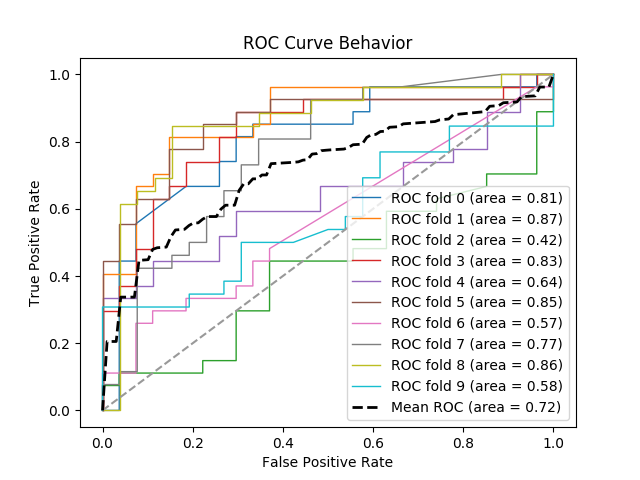 ROC Curve Behavior
True Positive Rate
1.0
0.8
0.6
0.4
0.2
0.0
ROC fold 0 (area = 0.81)
ROC fold 1 (area = 0.87)
ROC fold 2 (area = 0.42)
ROC fold 3 (area = 0.83)
ROC fold 4 (area = 0.64)
ROC fold 5 (area = 0.85)
ROC fold 6 (area = 0.57)
ROC fold 7 (area = 0.77)
ROC fold 8 (area = 0.86)
ROC fold 9 (area = 0.58)
Mean ROC (area = 0.72)
0.0 0.2 0.4 0.6 0.8 1.0
False Positive Rate